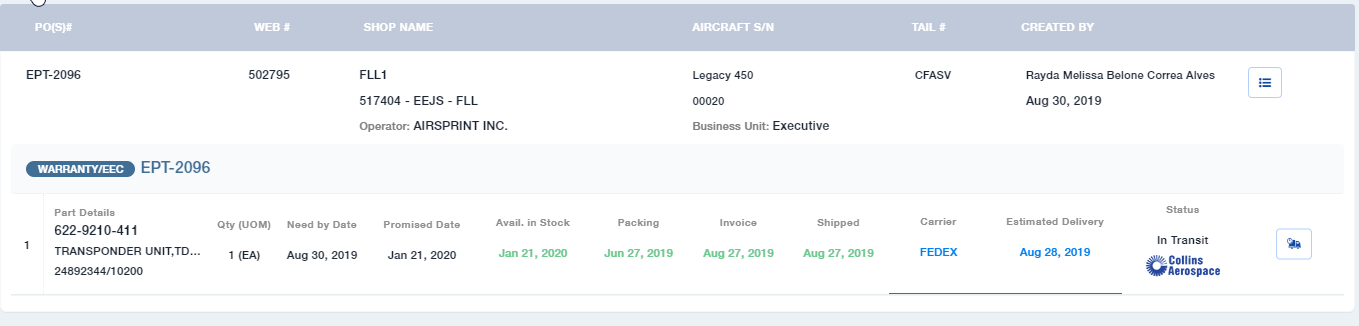 PO(S)# WEB # SHOP NAME AIRCRAFT S/N TAIL # CREATED BY
EPT-2096 502795 FLL1 Legacy 450 CFASV Rayda Melissa Belone Correa Alves
517404 - EEJS - FLL 00020 Aug 30, 2019
Operator: AIRSPRINT INC. Business Unit: Executive
WARRANTY/EEC EPT-2096
Part Details Qty (UOM) Need by Date Promised Date Avail. in Stock Packing Invoice Shipped Carrier Estimated Delivery Status
1 622-9210-411 1 (EA) Aug 30, 2019 Jan 21, 2020 Jan 21, 2020 Jun 27, 2019 Aug 27, 2019 Aug 27, 2019 FEDEX Aug 28, 2019 In Transit
TRANSPONDER UNIT,TD... Collins
24892344/10200 Aerospace